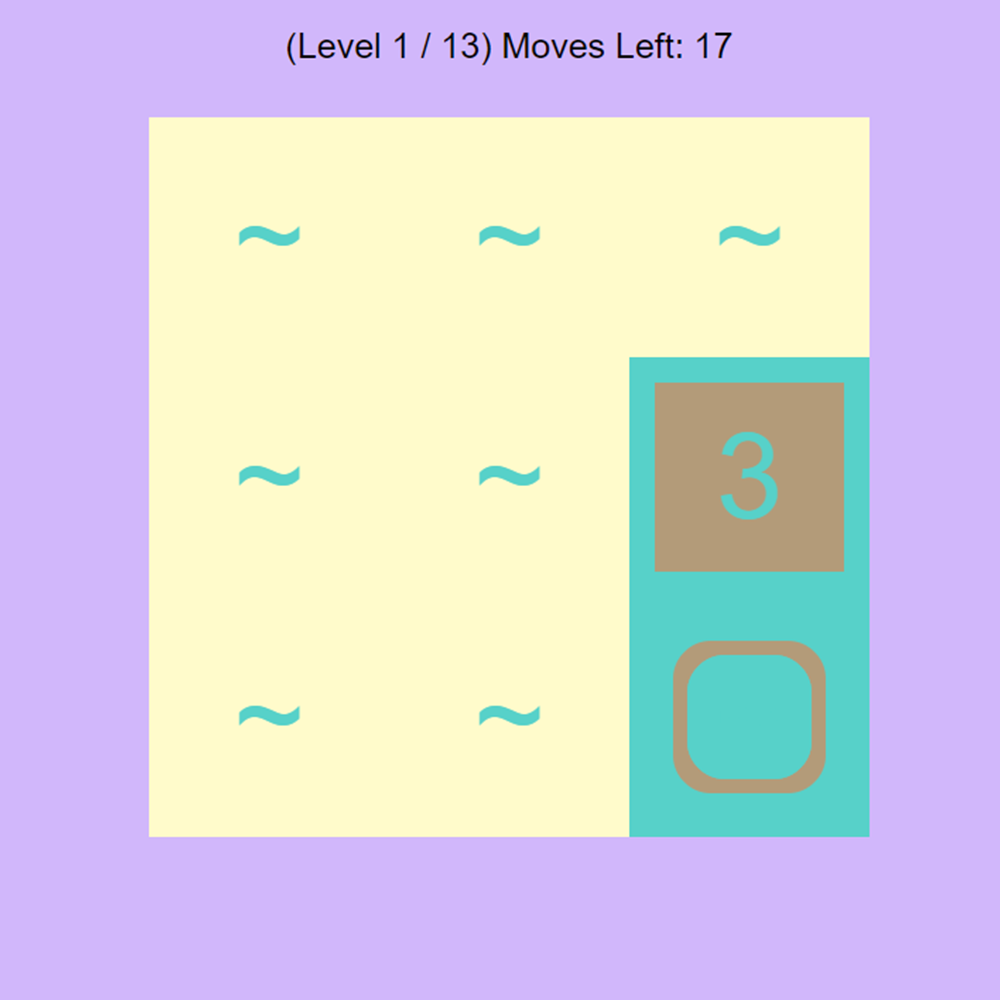 (Level 1 / 13) Moves Left: 17
~ ~ ~
~ ~ 3
~ ~